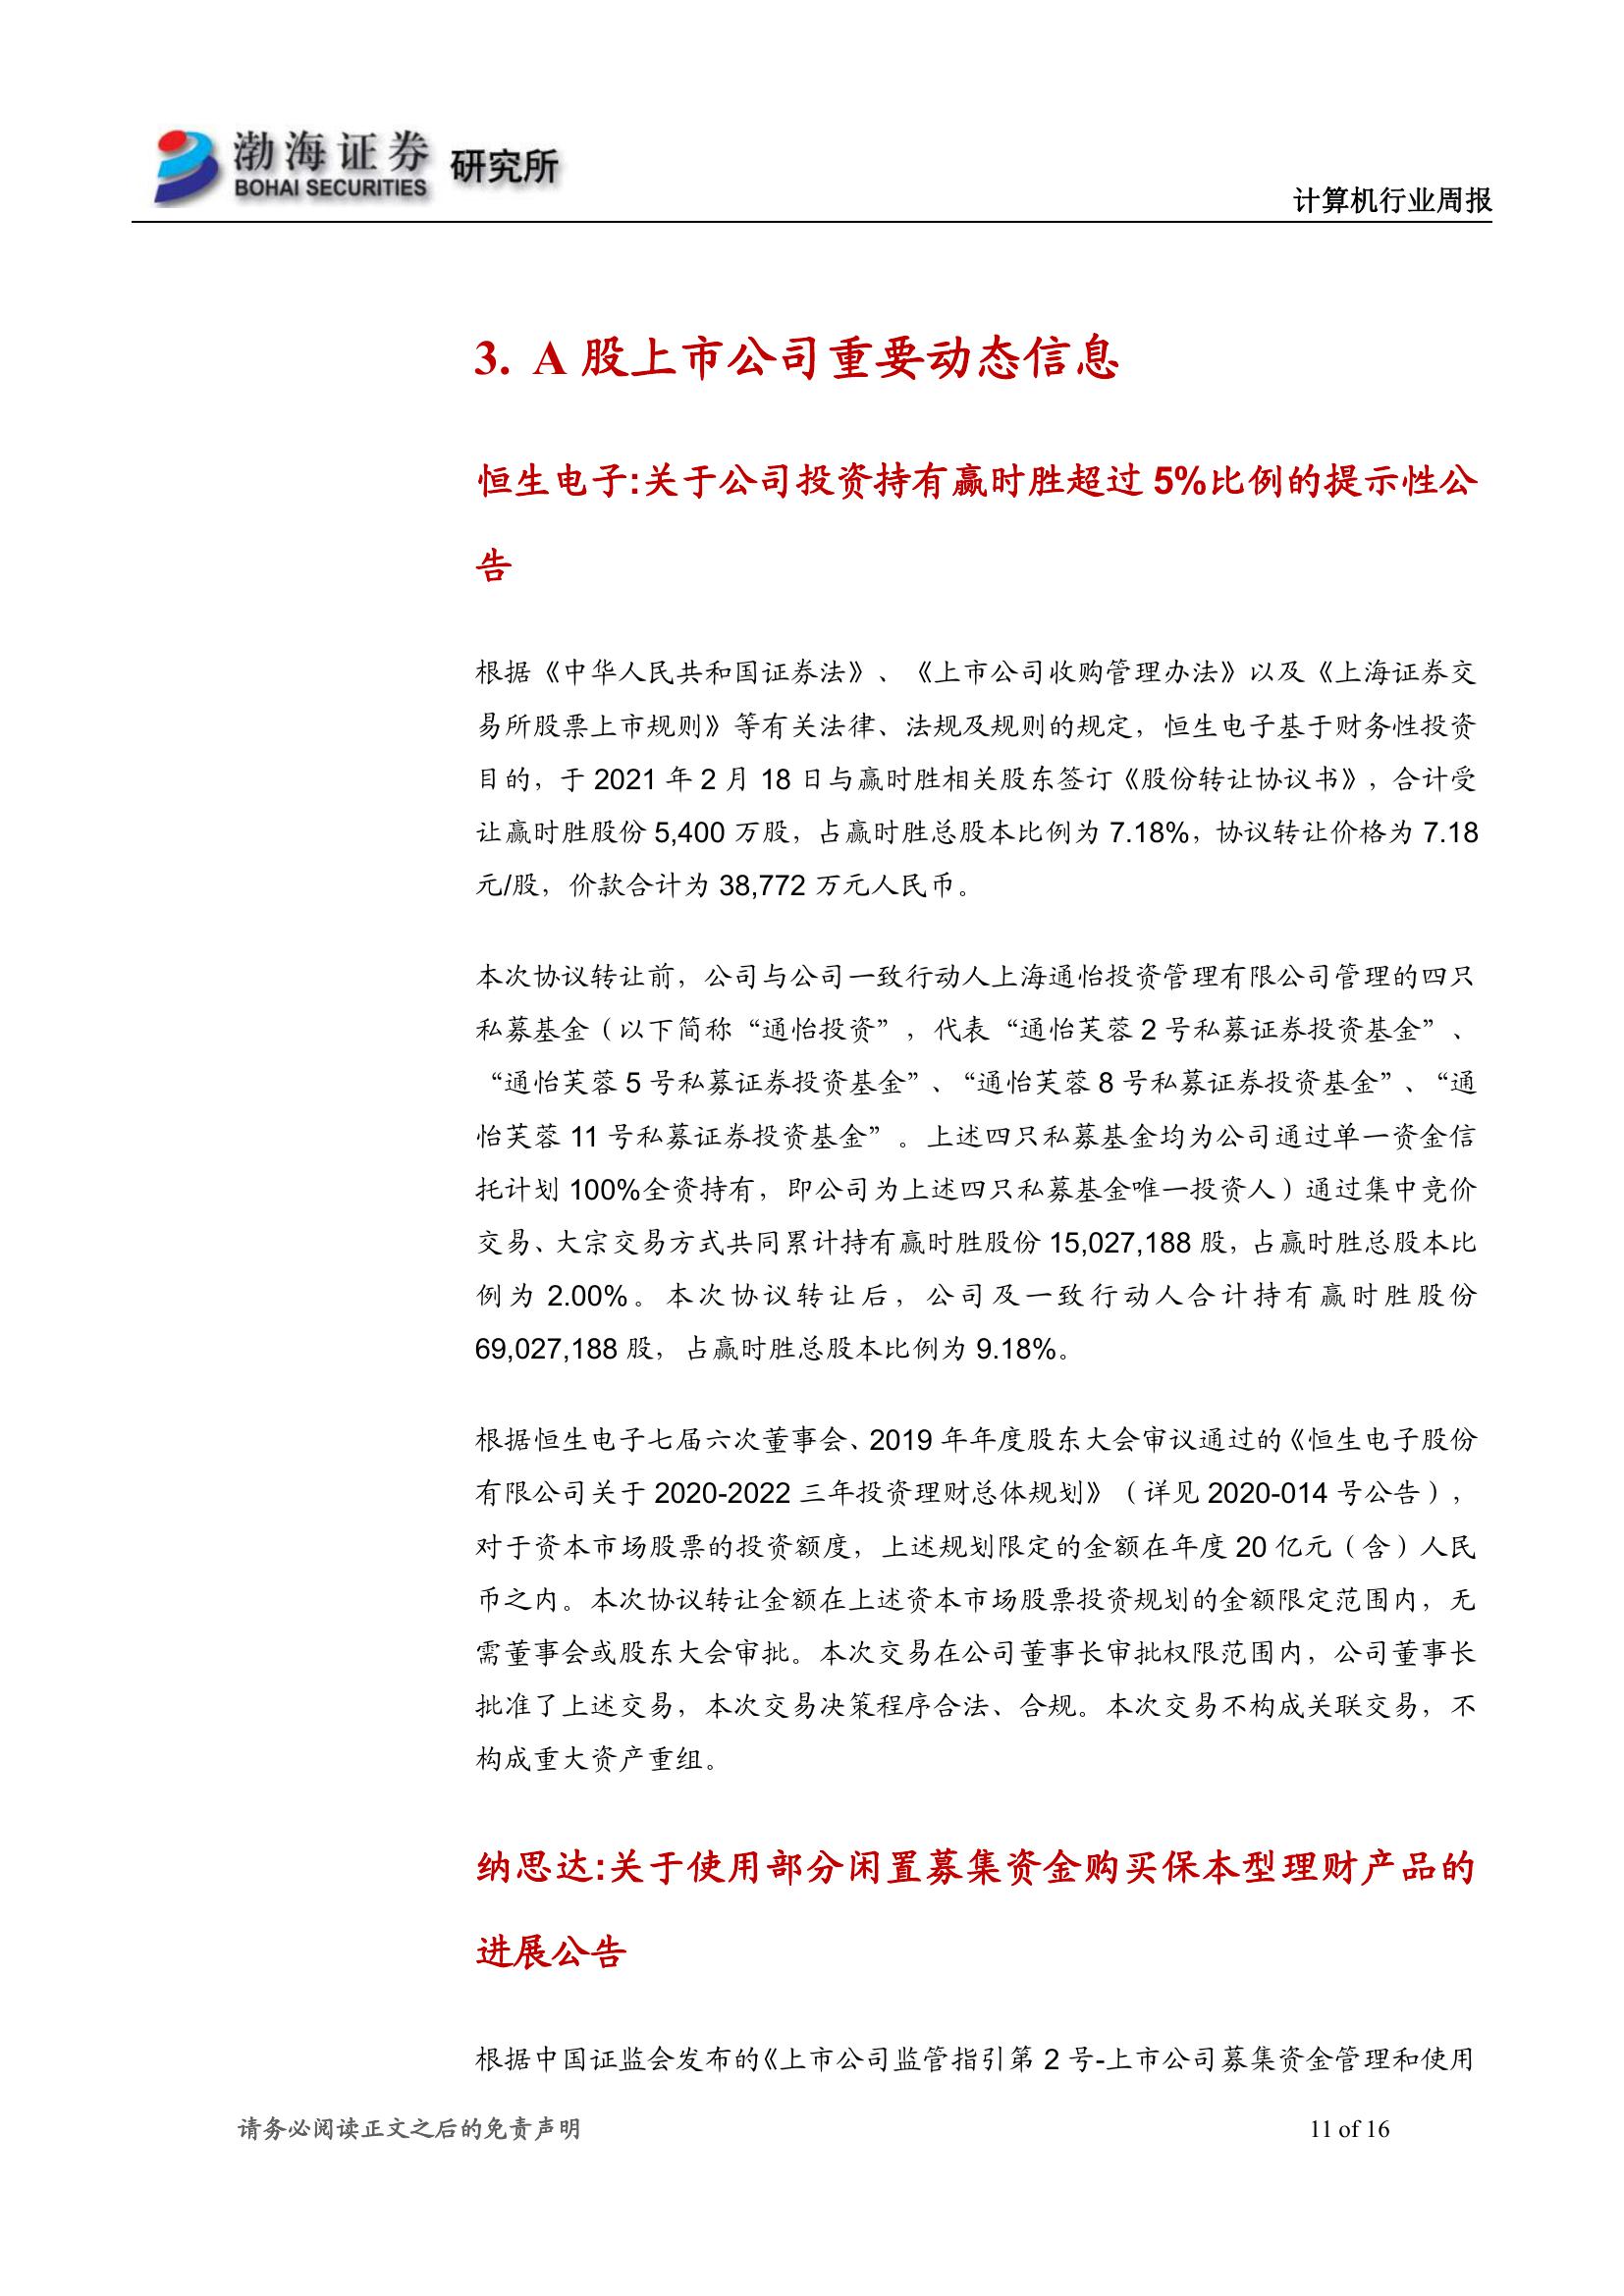 渤海证券 研究所
BOHAI SECURITIES
计算机行业周报
3. A 股上市公司重要动态信息
恒生电子:关于公司投资持有赢时胜超过 5%比例的提示性公
告
根据《中华人民共和国证券法》、《上市公司收购管理办法》以及《上海证券交
易所股票上市规则》等有关法律、法规及规则的规定，恒生电子基于财务性投资
目的，于 2021 年 2 月 18 日与赢时胜相关股东签订《股份转让协议书》，合计受
让赢时胜股份 5,400 万股，占赢时胜总股本比例为 7.18%，协议转让价格为 7.18
元/股，价款合计为 38,772 万元人民币。
本次协议转让前，公司与公司一致行动人上海通怡投资管理有限公司管理的四只
私募基金（以下简称“通怡投资”，代表“通怡芙蓉 2 号私募证券投资基金”、
“通怡芙蓉 5 号私募证券投资基金”、“通怡芙蓉 8 号私募证券投资基金”、“通
怡芙蓉 11 号私募证券投资基金”。上述四只私募基金均为公司通过单一资金信
托计划 100%全资持有，即公司为上述四只私募基金唯一投资人）通过集中竞价
交易、大宗交易方式共同累计持有赢时胜股份 15,027,188 股，占赢时胜总股本比
例为 2.00%。本次协议转让后，公司及一致行动人合计持有赢时胜股份
69,027,188 股，占赢时胜总股本比例为 9.18%。
根据恒生电子七届六次董事会、2019 年年度股东大会审议通过的《恒生电子股份
有限公司关于 2020-2022 三年投资理财总体规划》（详见 2020-014 号公告），
对于资本市场股票的投资额度，上述规划限定的金额在年度 20 亿元（含）人民
币之内。本次协议转让金额在上述资本市场股票投资规划的金额限定范围内，无
需董事会或股东大会审批。本次交易在公司董事长审批权限范围内，公司董事长
批准了上述交易，本次交易决策程序合法、合规。本次交易不构成关联交易，不
构成重大资产重组。
纳思达:关于使用部分闲置募集资金购买保本型理财产品的
进展公告
根据中国证监会发布的《上市公司监管指引第 2 号-上市公司募集资金管理和使用
请务必阅读正文之后的免责声明
11 of 16